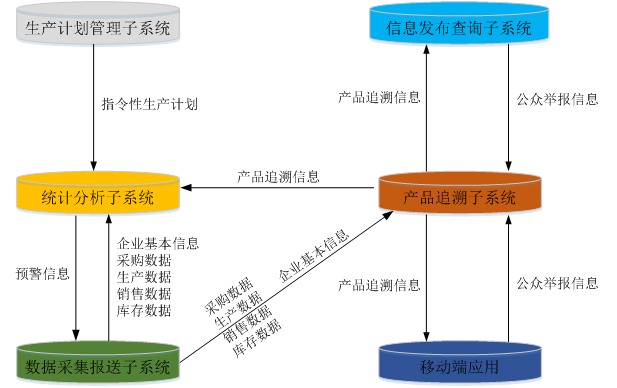 生产计划管理子系统
信息发布查询子系统
指令性生产计划
产品追溯信息
公众举报信息
产品追溯信息
统计分析子系统
产品追溯子系统
预警信息
企业基本信息
采购数据
生产数据
销售数据
库存数据
企业基本信息
采购数据
生产数据
销售数据
库存数据
产品追溯信息
公众举报信息
数据采集报送子系统
移动端应用